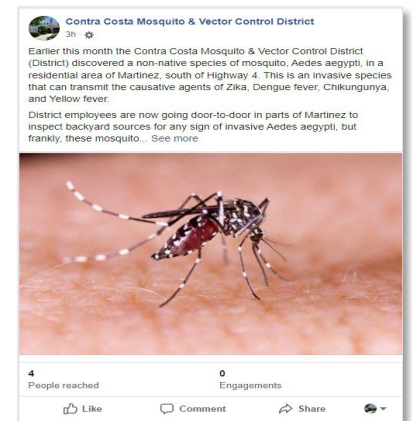 Contra Costa Mosquito & Vector Control District
3h ·
Earlier this month the Contra Costa Mosquito & Vector Control District
(District) discovered a non-native species of mosquito, Aedes aegypti, in a
residential area of Martinez, south of Highway 4. This is an invasive species
that can transmit the causative agents of Zika, Dengue fever, Chikungunya,
and Yellow fever.
District employees are now going door-to-door in parts of Martinez to
inspect backyard sources for any sign of invasive Aedes aegypti, but
frankly, these mosquito... See more
4
People reached
0
Engagements
Like
Comment
Share